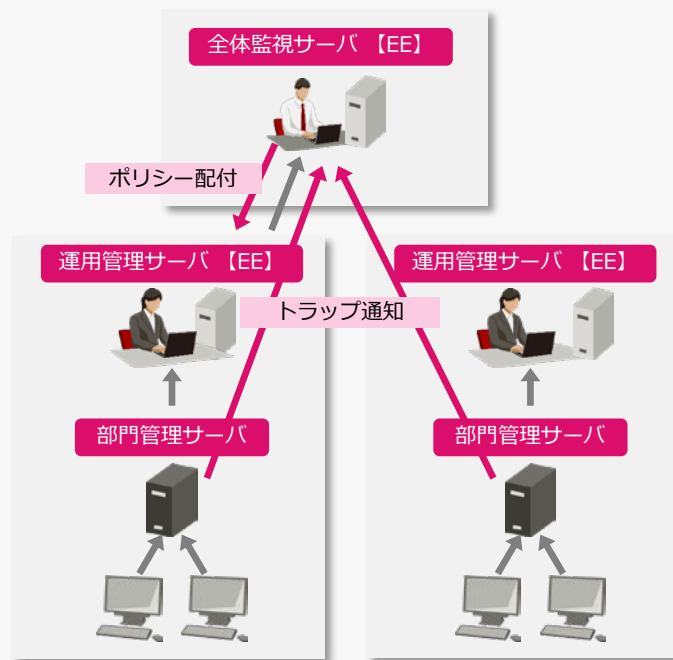 全体監視サーバ 【EE】
ポリシー配付
運用管理サーバ 【EE】
運用管理サーバ 【EE】
トラップ通知
部門管理サーバ
部門管理サーバ